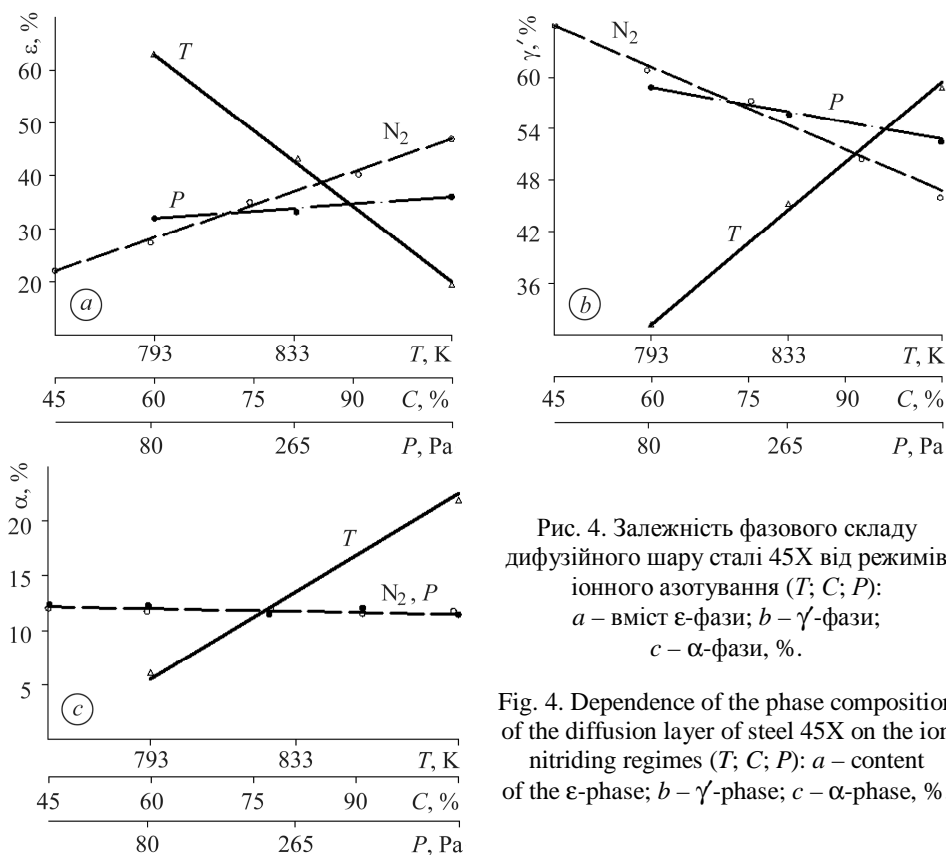 ε, %
60
50
40
30
20
T
N₂
P
a
793
833
T, K
45
60
75
90
C, %
80
265
P, Pa
γ′, %
60
54
48
42
36
N₂
P
T
b
793
833
T, K
45
60
75
90
C, %
80
265
P, Pa
α, %
20
15
10
5
T
N₂, P
c
793
833
T, K
45
60
75
90
C, %
80
265
P, Pa
Рис. 4. Залежність фазового складу
дифузійного шару сталі 45Х від режимів
іонного азотування (T; C; P):
a – вміст ε-фази; b – γ′-фази;
c – α-фази, %.
Fig. 4. Dependence of the phase composition
of the diffusion layer of steel 45X on the ion
nitriding regimes (T; C; P): a – content
of the ε-phase; b – γ′-phase; c – α-phase, %